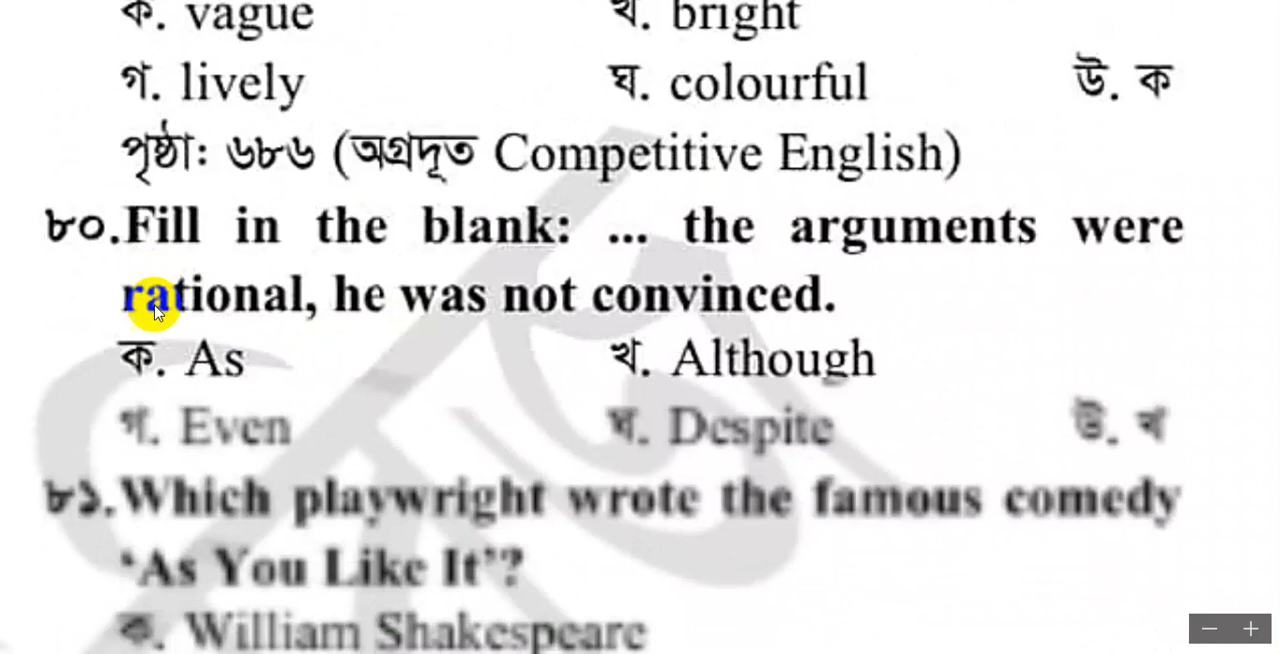 ক. vague খ. bright
গ. lively ঘ. colourful উ. ক
পৃষ্ঠা: ৬৮৬ (অগ্রদূত Competitive English)
৮০.Fill in the blank: ... the arguments were
rational, he was not convinced.
ক. As খ. Although
গ. Even ঘ. Despite উ. খ
৮১.Which playwright wrote the famous comedy
‘As You Like It’?
ক. William Shakespeare